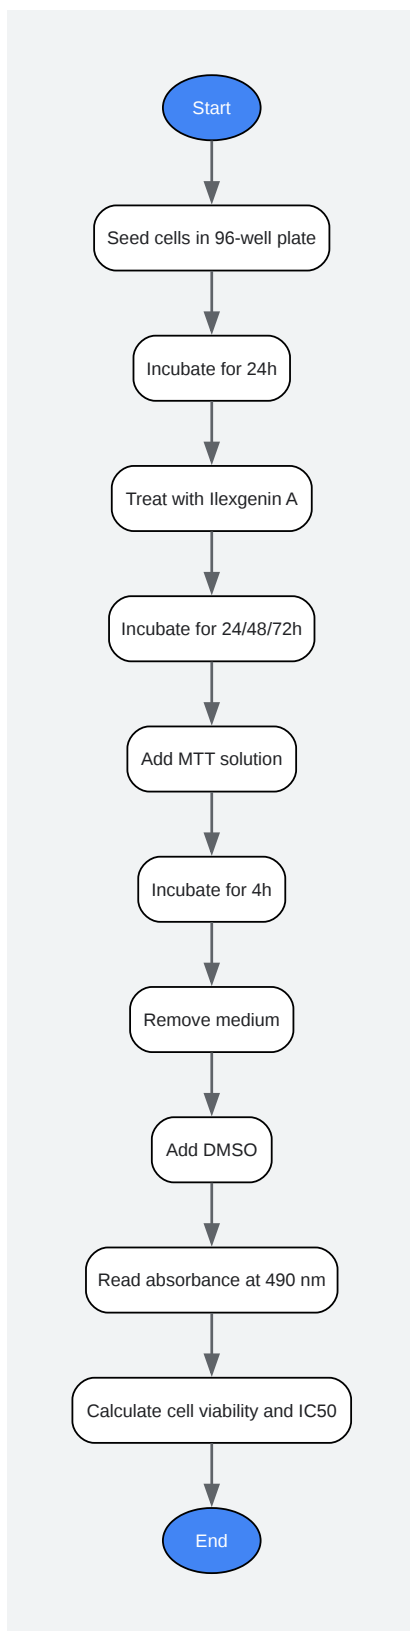 Start
Seed cells in 96-well plate
Incubate for 24h
Treat with Ilexgenin A
Incubate for 24/48/72h
Add MTT solution
Incubate for 4h
Remove medium
Add DMSO
Read absorbance at 490 nm
Calculate cell viability and IC50
End